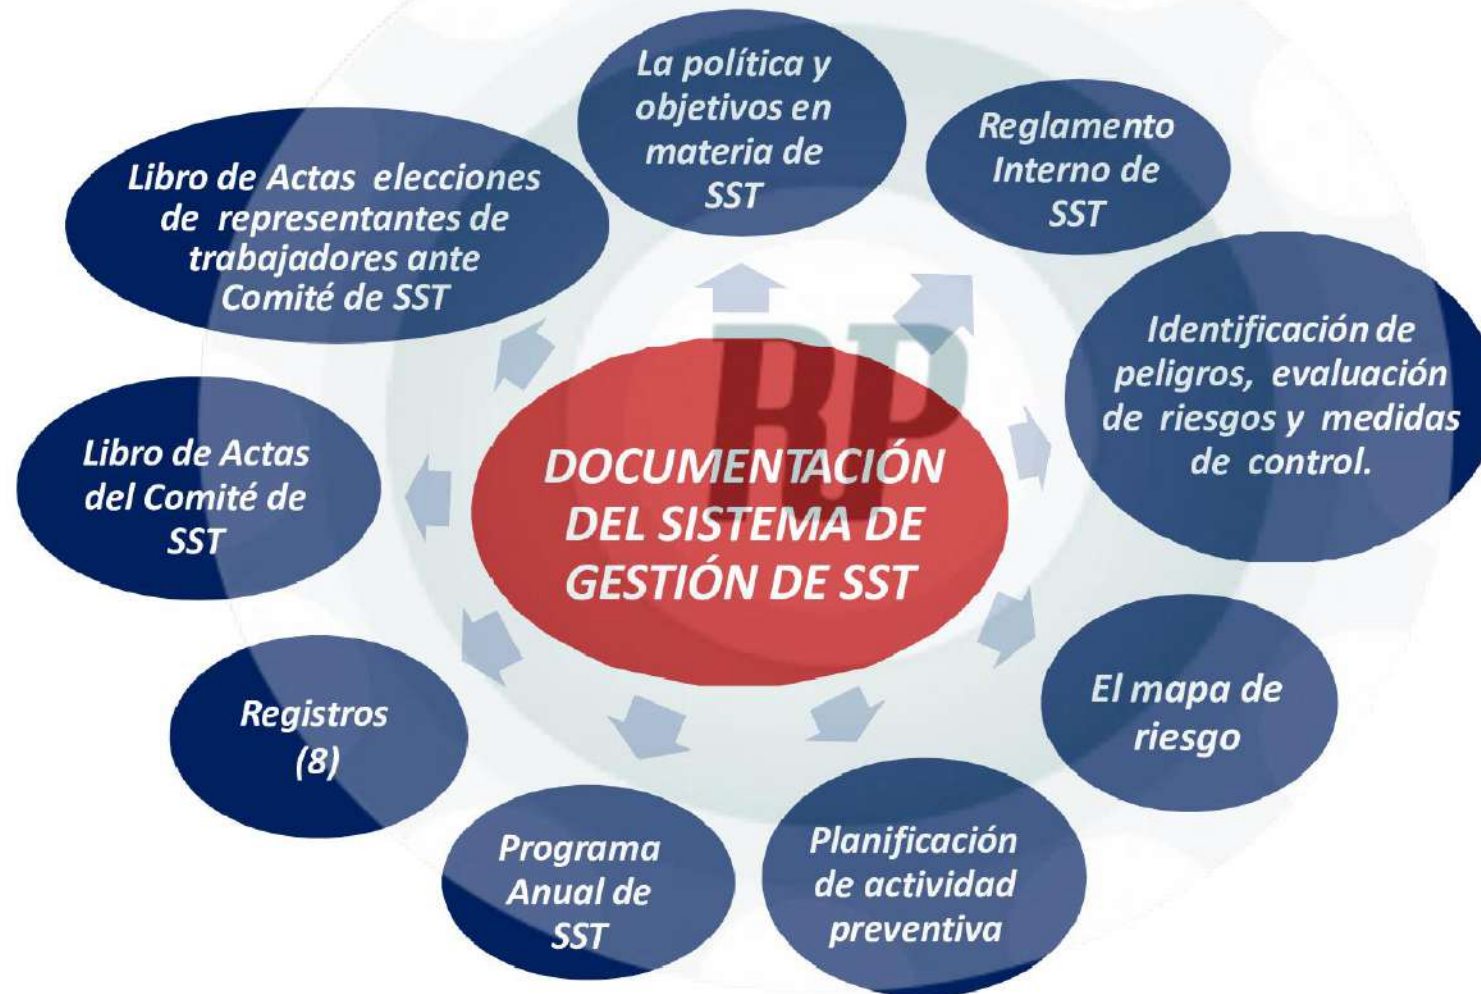 La política y
objetivos en
materia de
SST
Reglamento
Interno de
SST
Identificación de
peligros, evaluación
de riesgos y medidas
de control.
El mapa de
riesgo
Planificación
de actividad
preventiva
Programa
Anual de
SST
Registros
(8)
Libro de Actas
del Comité de
SST
Libro de Actas elecciones
de representantes de
trabajadores ante
Comité de SST
DOCUMENTACIÓN
DEL SISTEMA DE
GESTIÓN DE SST
RP